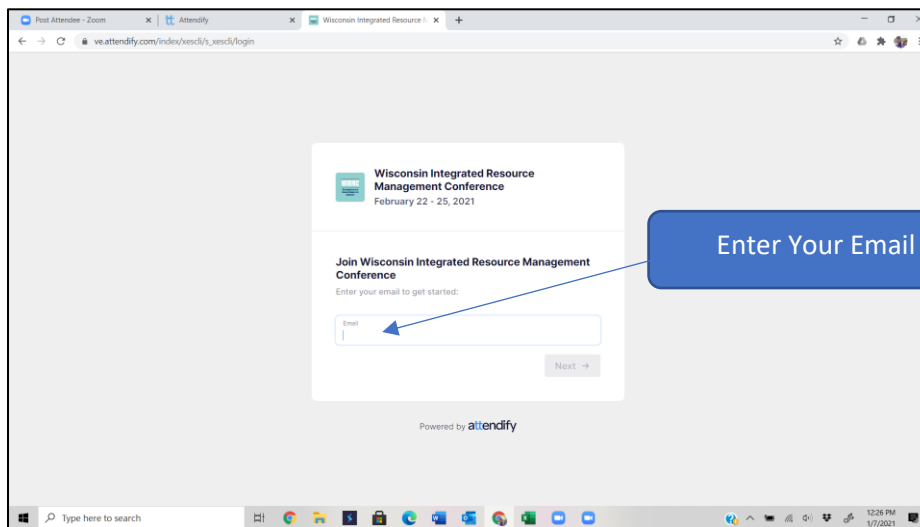 Post Attendee - Zoom
Attendify
Wisconsin Integrated Resource M
ve.attendify.com/index/xescli/s_xescli/login
Wisconsin Integrated Resource
Management Conference
February 22 - 25, 2021
Enter Your Email
Join Wisconsin Integrated Resource Management
Conference
Enter your email to get started:
Email
Next →
Powered by attendify
Type here to search
12:26 PM
1/7/2021